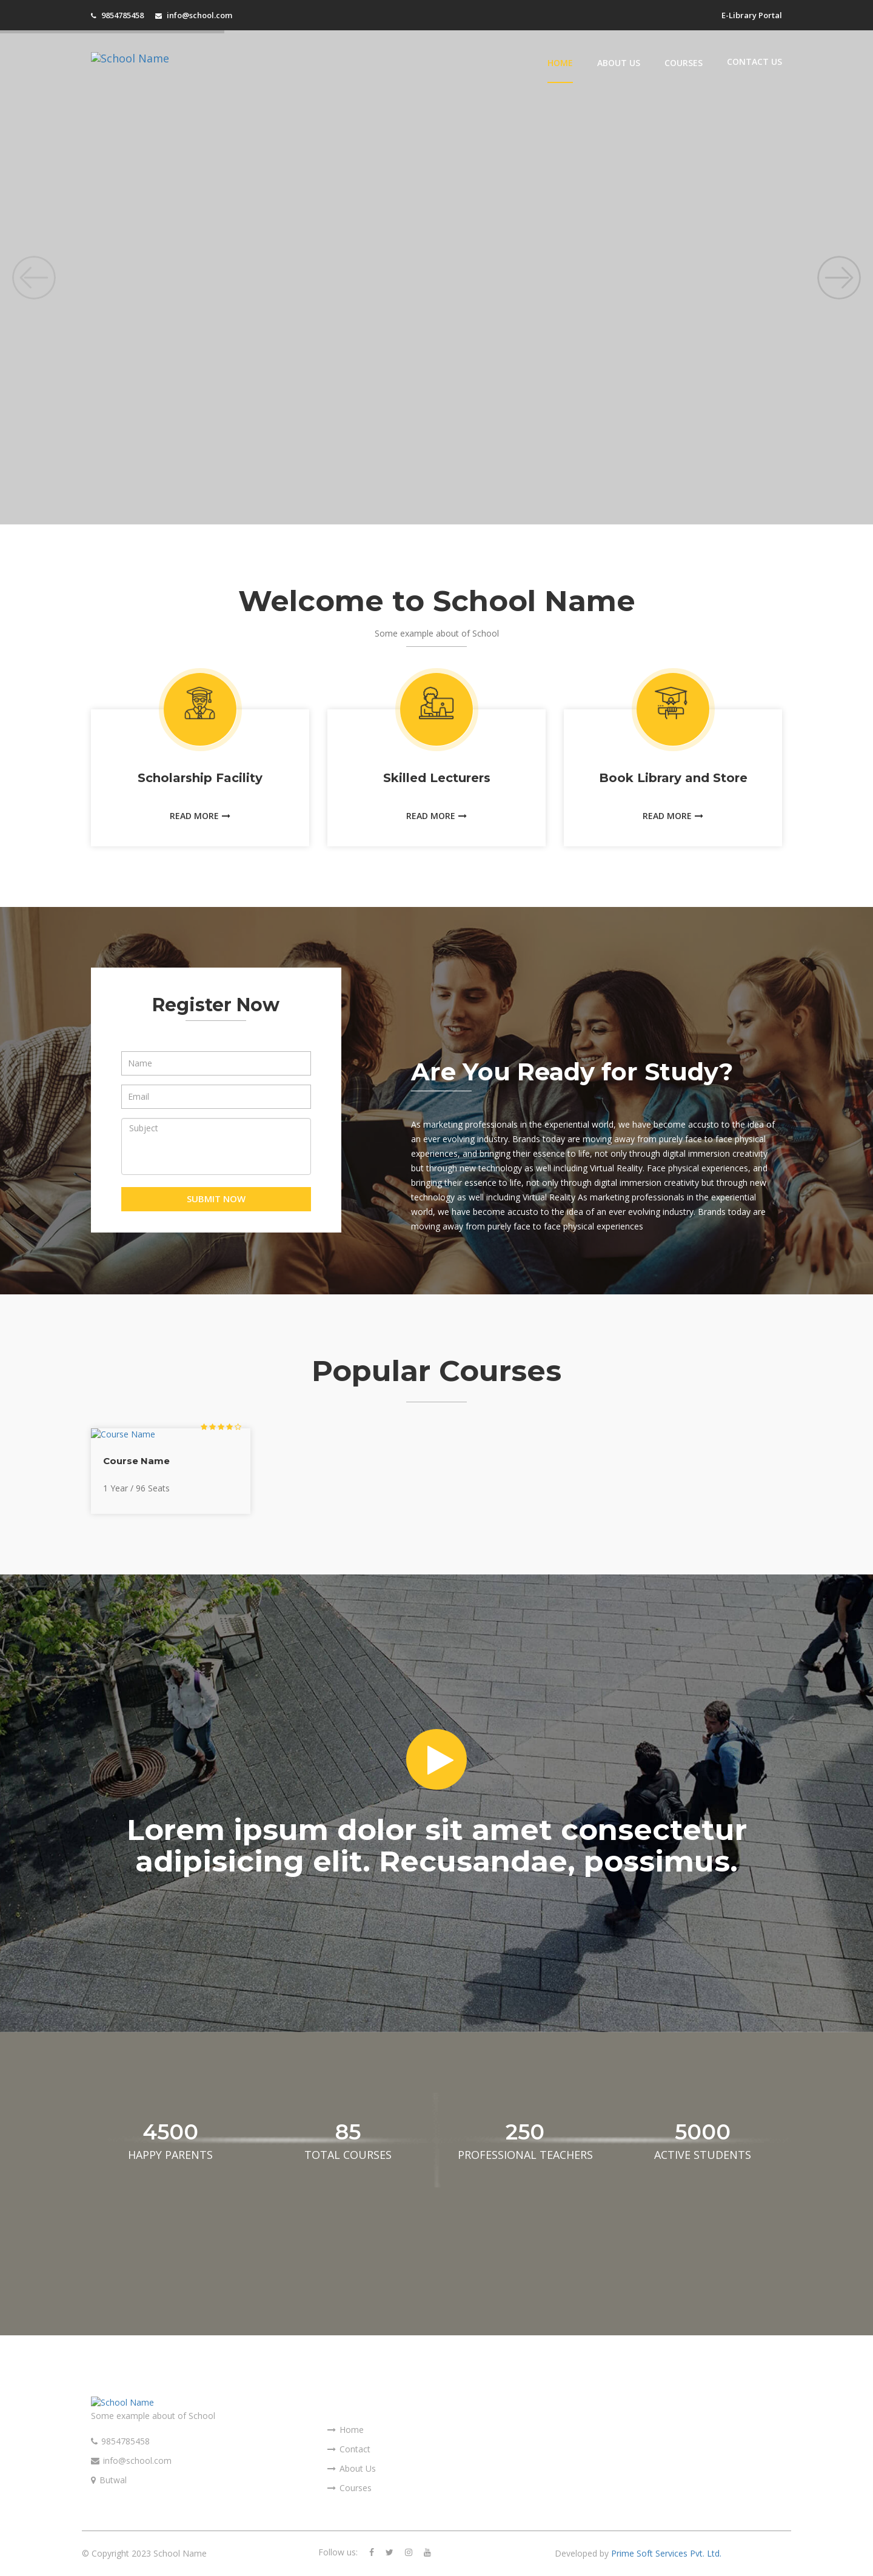 9854785458 info@school.com E-Library Portal
School Name
HOME ABOUT US COURSES CONTACT US
Welcome to School Name
Some example about of School
Scholarship Facility
READ MORE
Skilled Lecturers
READ MORE
Book Library and Store
READ MORE
Register Now
Name
Email
Subject
SUBMIT NOW
Are You Ready for Study?
As marketing professionals in the experiential world, we have become accusto to the idea of
an ever evolving industry. Brands today are moving away from purely face to face physical
experiences, and bringing their essence to life, not only through digital immersion creativity
but through new technology as well including Virtual Reality. Face physical experiences, and
bringing their essence to life, not only through digital immersion creativity but through new
technology as well including Virtual Reality As marketing professionals in the experiential
world, we have become accusto to the idea of an ever evolving industry. Brands today are
moving away from purely face to face physical experiences
Popular Courses
Course Name
Course Name
1 Year / 96 Seats
Lorem ipsum dolor sit amet consectetur
adipisicing elit. Recusandae, possimus.
4500
HAPPY PARENTS
85
TOTAL COURSES
250
PROFESSIONAL TEACHERS
5000
ACTIVE STUDENTS
School Name
Some example about of School
9854785458
info@school.com
Butwal
Home
Contact
About Us
Courses
© Copyright 2023 School Name
Follow us:
Developed by Prime Soft Services Pvt. Ltd.